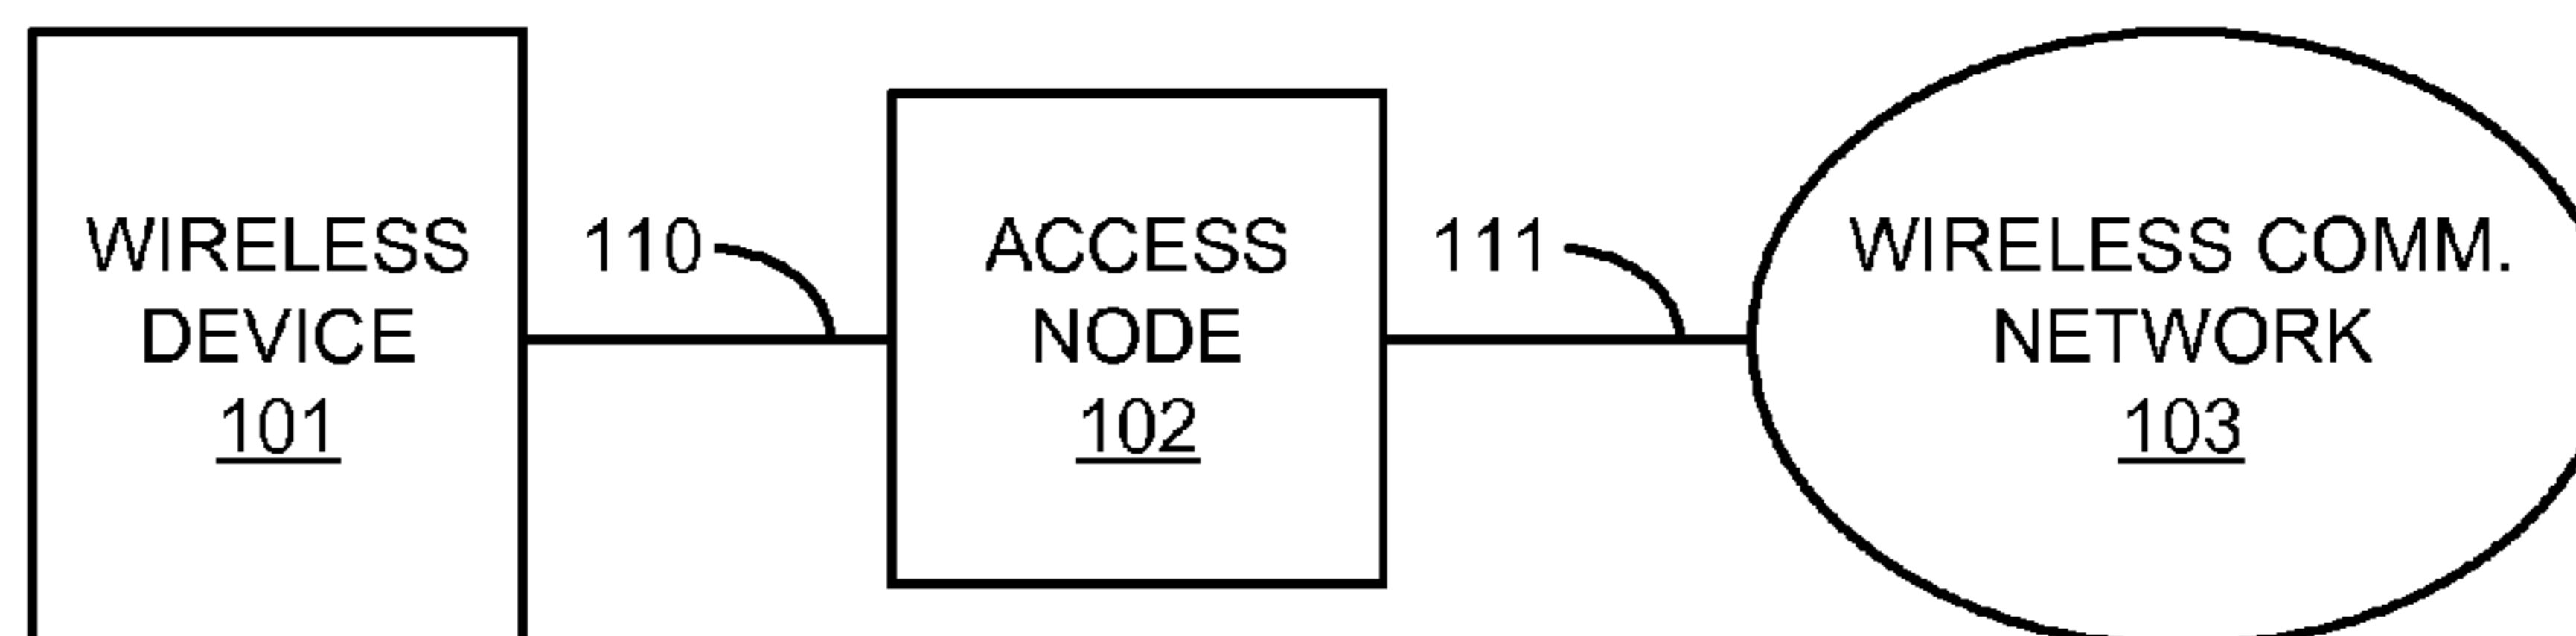 WIRELESS
DEVICE
101
110
ACCESS
NODE
102
111
WIRELESS COMM.
NETWORK
103